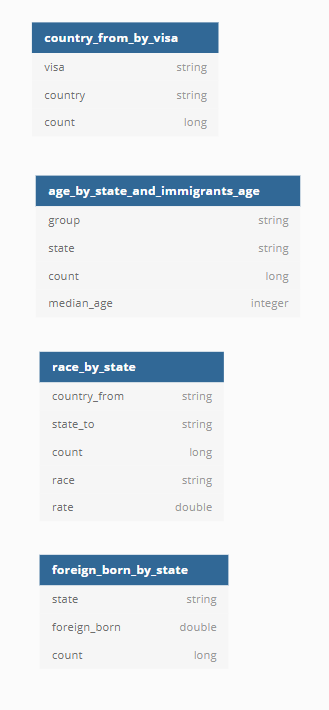 country_from_by_visa
visa string
country string
count long
age_by_state_and_immigrants_age
group string
state string
count long
median_age integer
race_by_state
country_from string
state_to string
count long
race string
rate double
foreign_born_by_state
state string
foreign_born double
count long